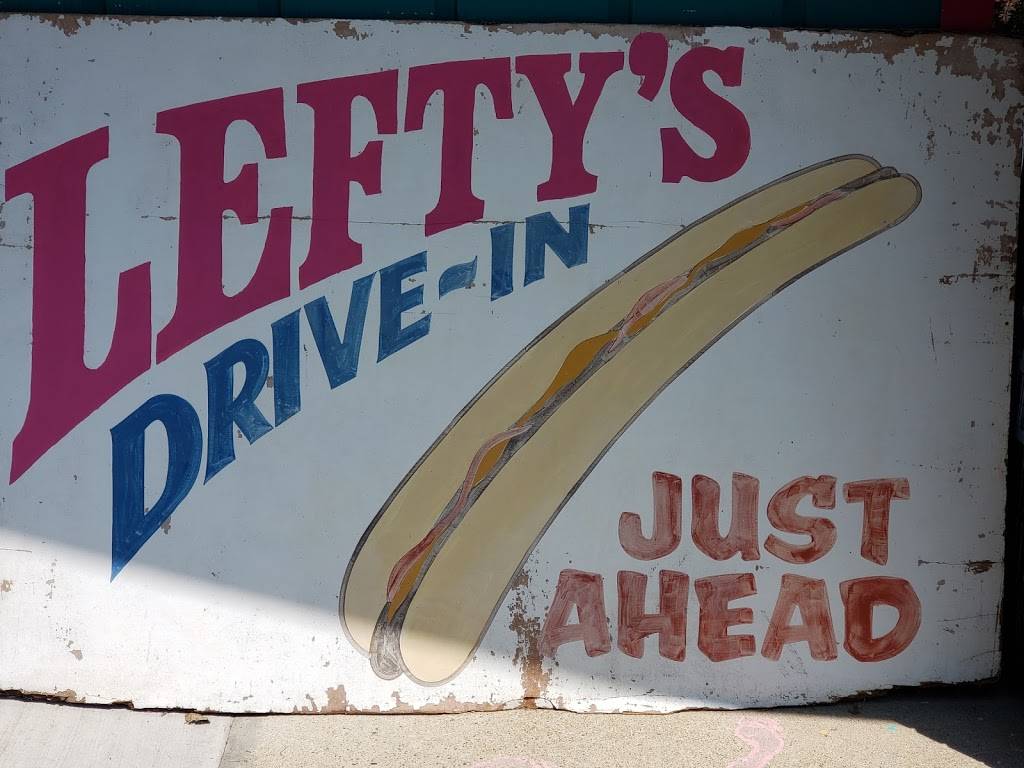 LEFTY'S
DRIVE-IN
JUST
AHEAD